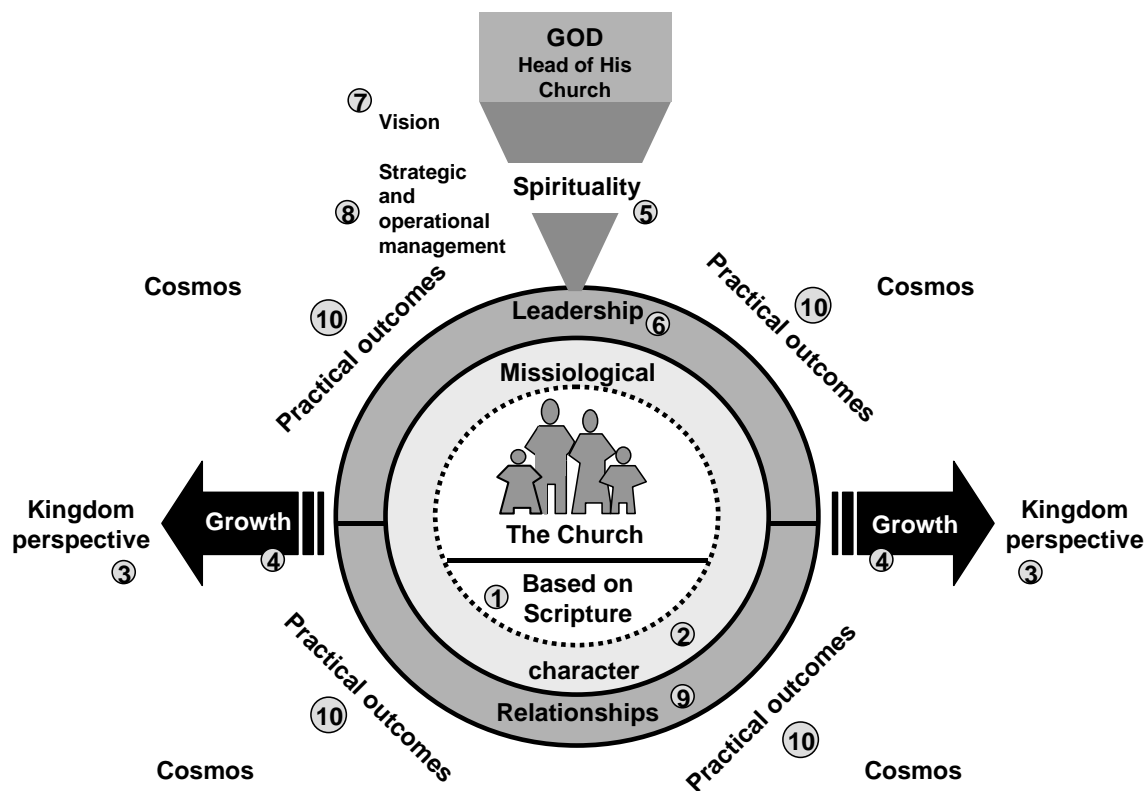 GOD
Head of His
Church
7
Vision
Strategic
and
operational
management
8
Spirituality
5
Cosmos
Cosmos
10
Practical outcomes
Practical outcomes
10
Leadership
6
Missiological
The Church
Kingdom
perspective
3
Growth
4
Growth
4
Kingdom
perspective
3
1
Based on
Scripture
2
character
Relationships
9
Practical outcomes
10
Practical outcomes
10
Cosmos
Cosmos